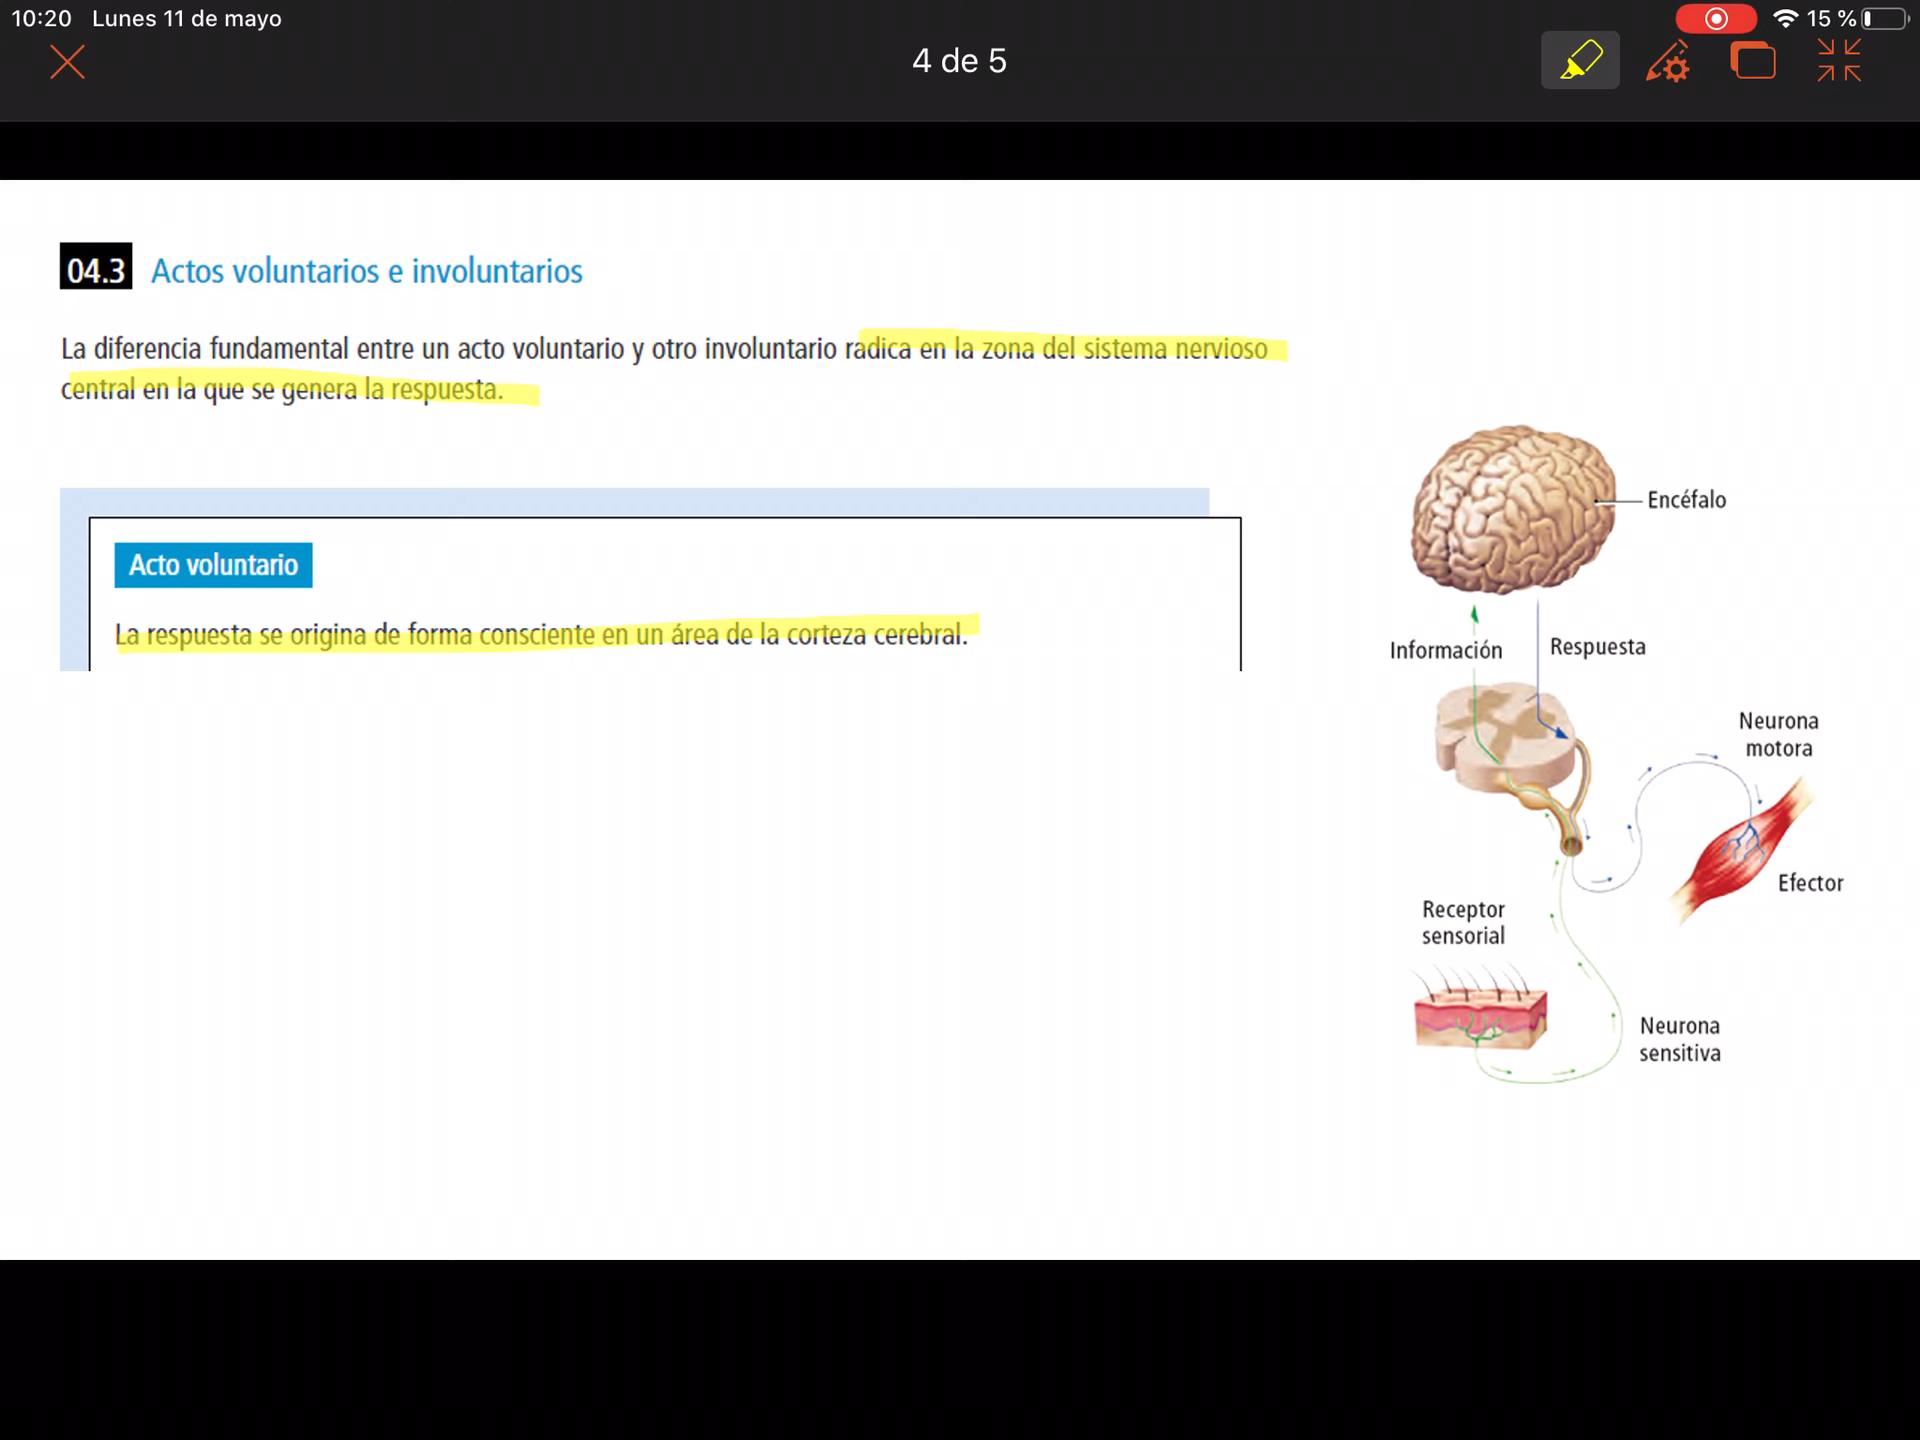 10:20 Lunes 11 de mayo
15 %
4 de 5
04.3 Actos voluntarios e involuntarios
La diferencia fundamental entre un acto voluntario y otro involuntario radica en la zona del sistema nervioso
central en la que se genera la respuesta.
Acto voluntario
La respuesta se origina de forma consciente en un área de la corteza cerebral.
Encéfalo
Información
Respuesta
Neurona
motora
Efector
Receptor
sensorial
Neurona
sensitiva